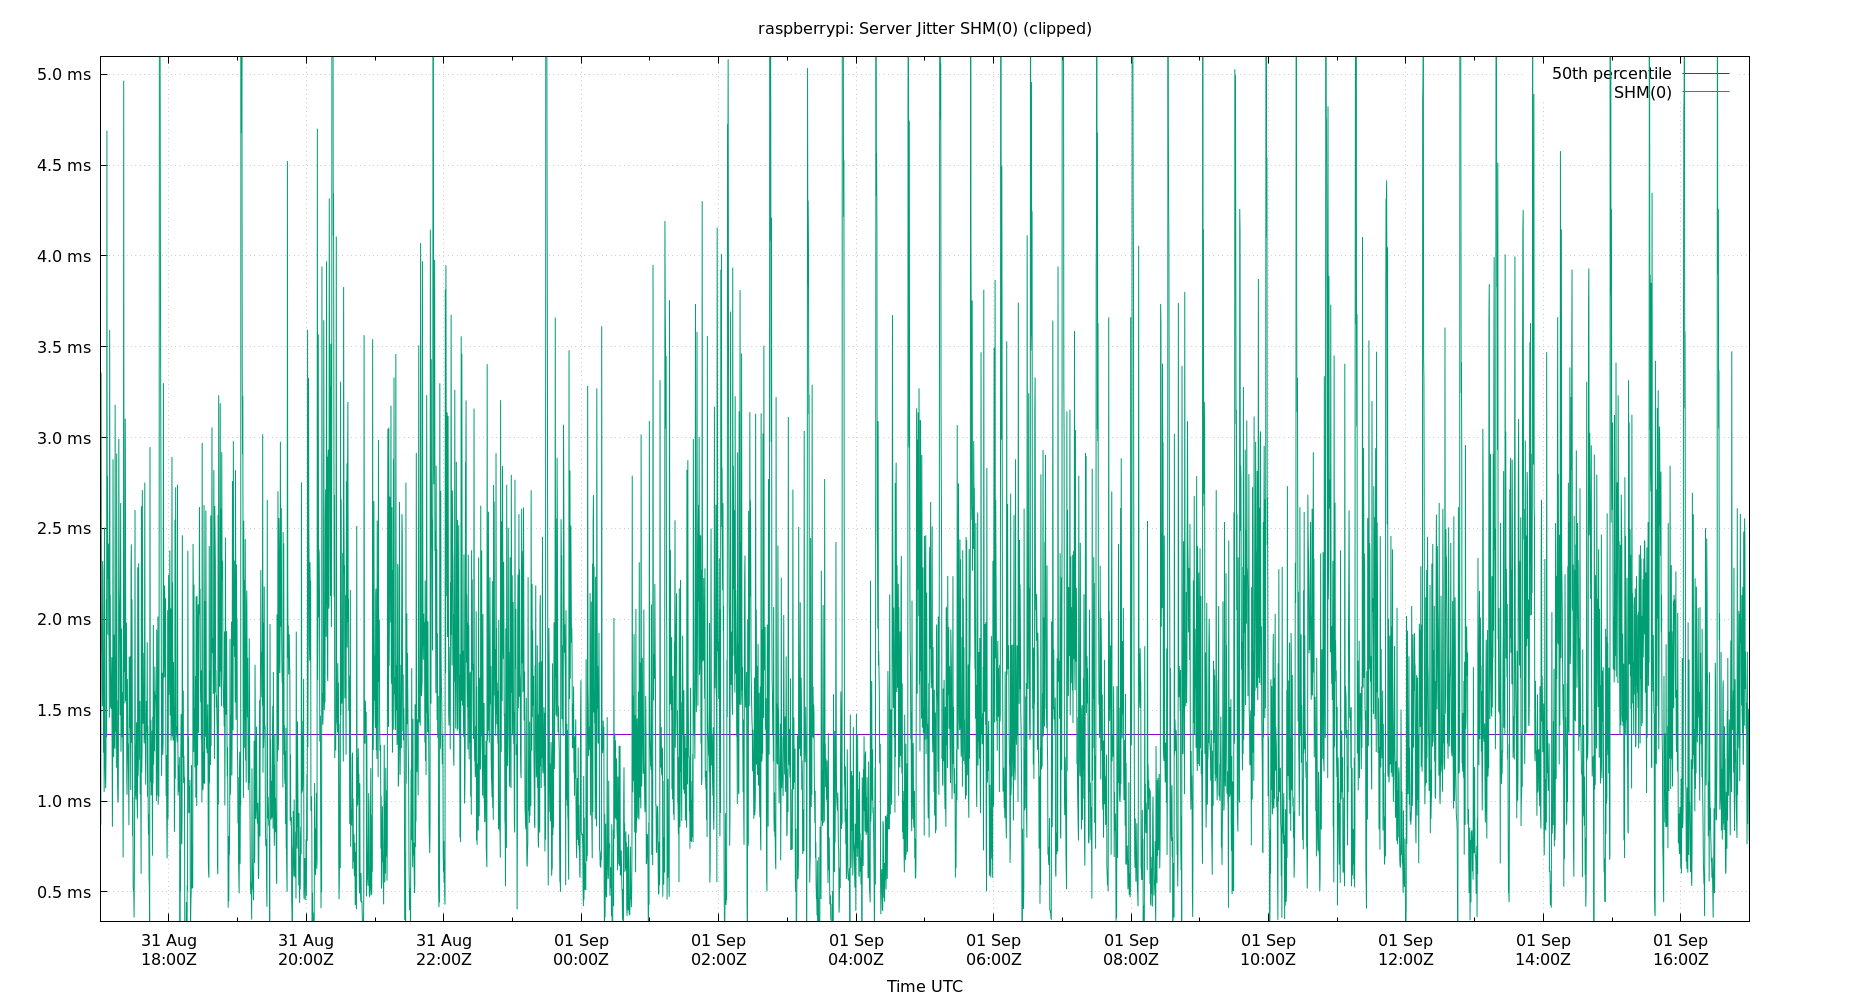 raspberrypi: Server Jitter SHM(0) (clipped)
5.0 ms
4.5 ms
4.0 ms
3.5 ms
3.0 ms
2.5 ms
2.0 ms
1.5 ms
1.0 ms
0.5 ms
50th percentile
SHM(0)
31 Aug
18:00Z
31 Aug
20:00Z
31 Aug
22:00Z
01 Sep
00:00Z
01 Sep
02:00Z
01 Sep
04:00Z
01 Sep
06:00Z
01 Sep
08:00Z
01 Sep
10:00Z
01 Sep
12:00Z
01 Sep
14:00Z
01 Sep
16:00Z
Time UTC